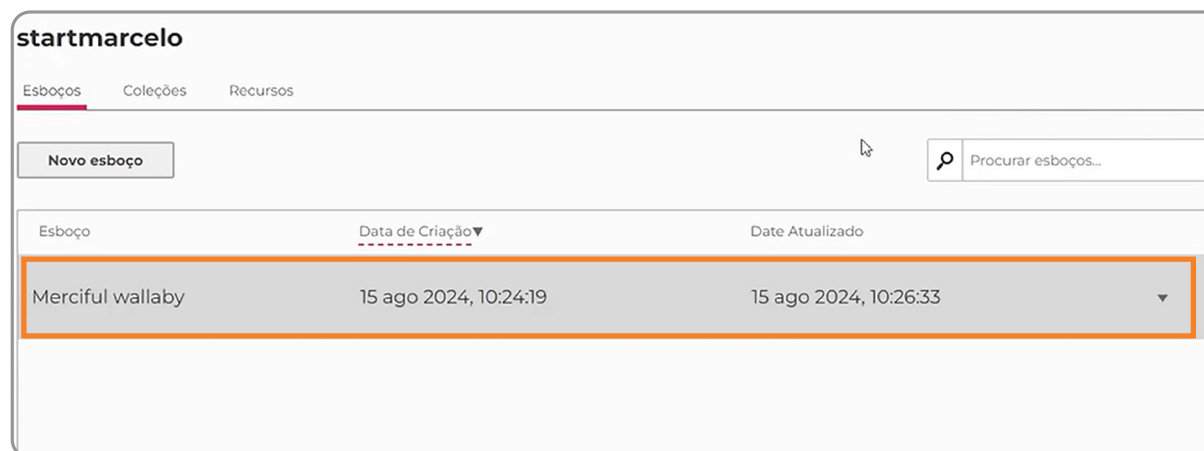 startmarcelo
Esboços Coleções Recursos
Novo esboço Procurar esboços...
Esboço Data de Criação▼ Date Atualizado
Merciful wallaby 15 ago 2024, 10:24:19 15 ago 2024, 10:26:33